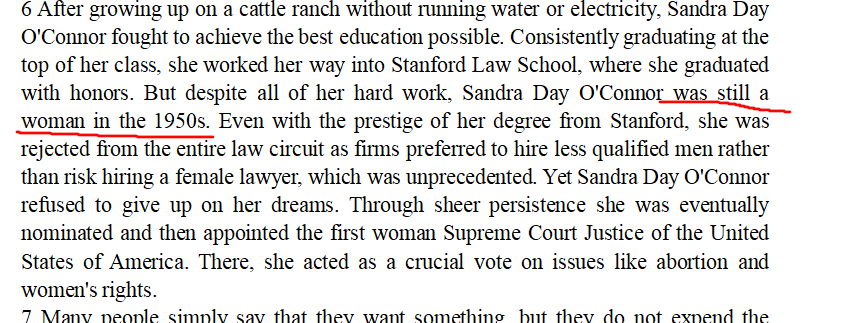 6 After growing up on a cattle ranch without running water or electricity, Sandra Day
O'Connor fought to achieve the best education possible. Consistently graduating at the
top of her class, she worked her way into Stanford Law School, where she graduated
with honors. But despite all of her hard work, Sandra Day O'Connor was still a
woman in the 1950s. Even with the prestige of her degree from Stanford, she was
rejected from the entire law circuit as firms preferred to hire less qualified men rather
than risk hiring a female lawyer, which was unprecedented. Yet Sandra Day O'Connor
refused to give up on her dreams. Through sheer persistence she was eventually
nominated and then appointed the first woman Supreme Court Justice of the United
States of America. There, she acted as a crucial vote on issues like abortion and
women's rights.
7 Many people simply say that they want something, but they do not expend the